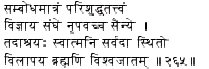 सम्बोधमात्रं परिशुद्धतत्त्वं
विज्ञाय संघे नृपवच्च सैन्ये ।
तदाश्रयः स्वात्मनि सर्वदा स्थितो
विलापय ब्रह्मणि विश्वजातम् ॥ २६५॥